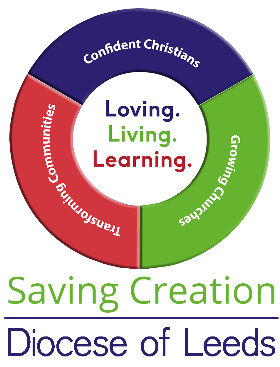 Confident Christians
Loving.
Living.
Learning.
Transforming Communities
Growing Churches
Saving Creation
Diocese of Leeds